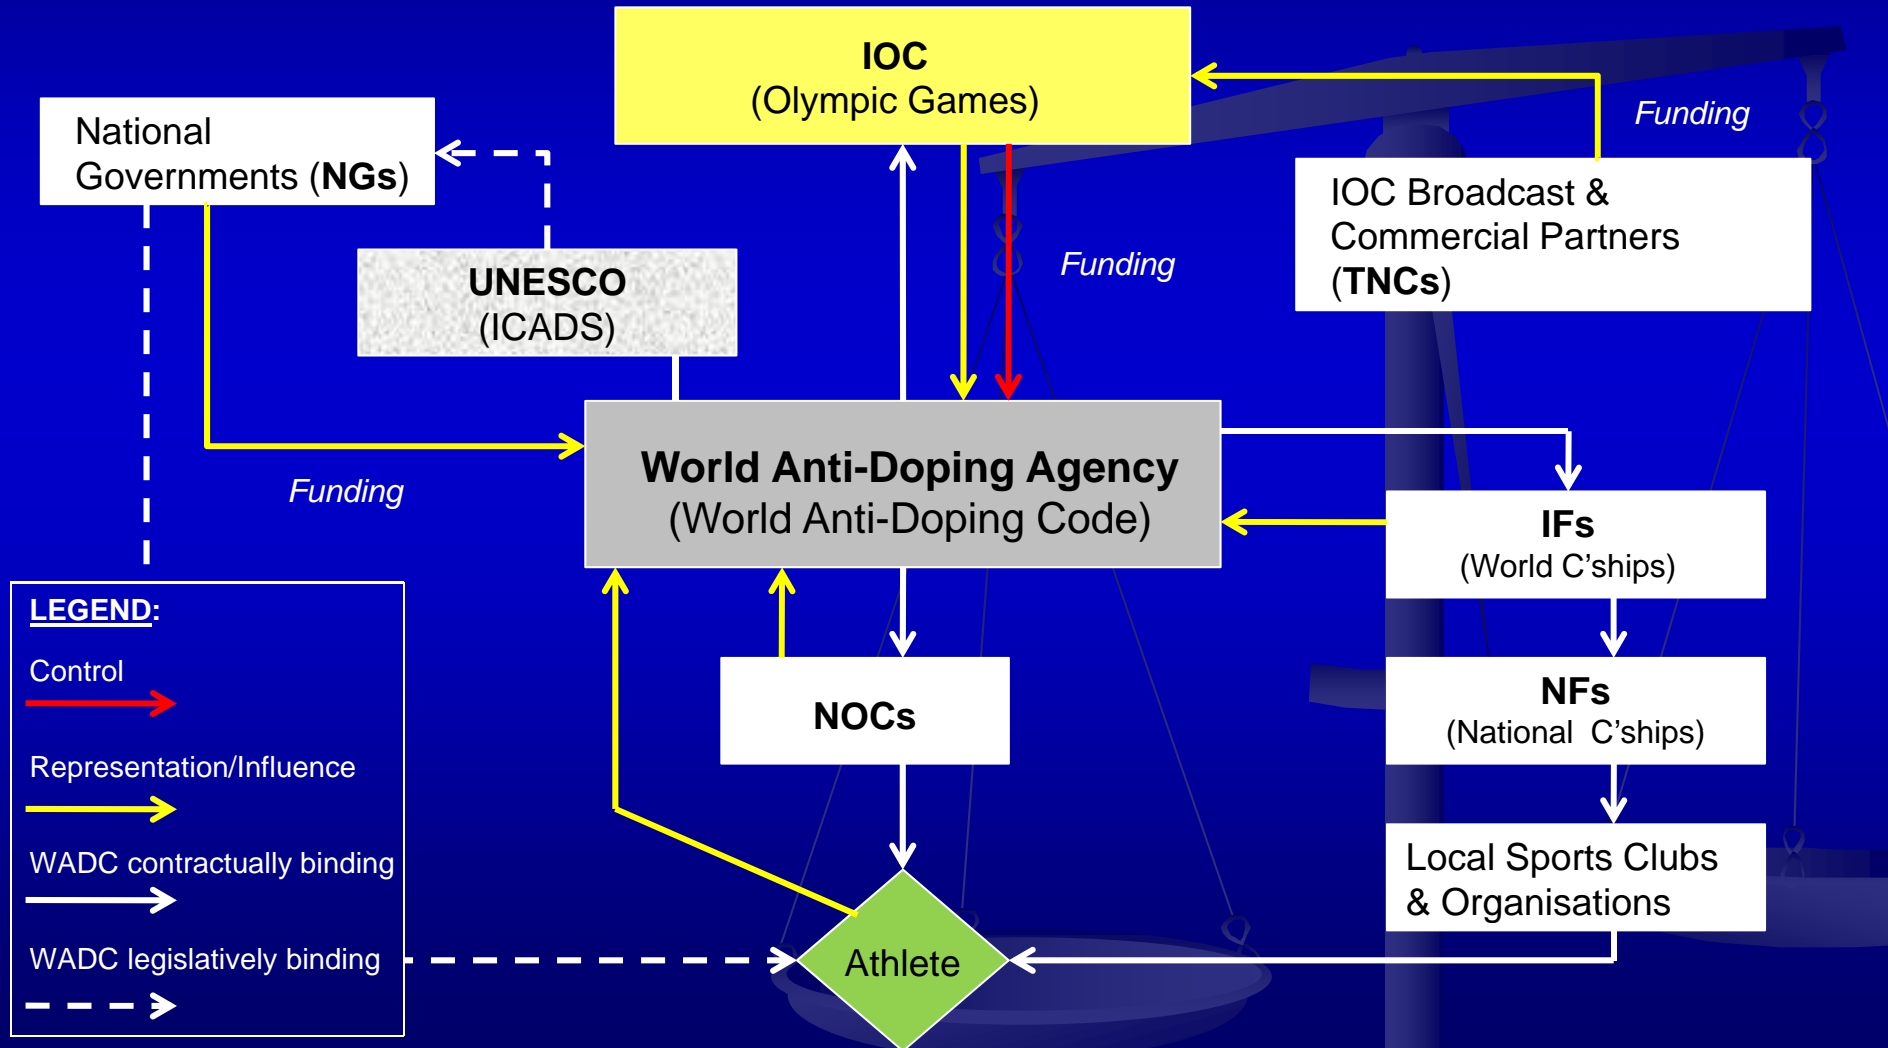 IOC
(Olympic Games)
Funding
National
Governments (NGs)
IOC Broadcast &
Commercial Partners
(TNCs)
UNESCO
(ICADS)
Funding
World Anti-Doping Agency
(World Anti-Doping Code)
Funding
IFs
(World C'ships)
NFs
(National C'ships)
NOCs
Local Sports Clubs
& Organisations
Athlete
LEGEND:
Control
Representation/Influence
WADC contractually binding
WADC legislatively binding